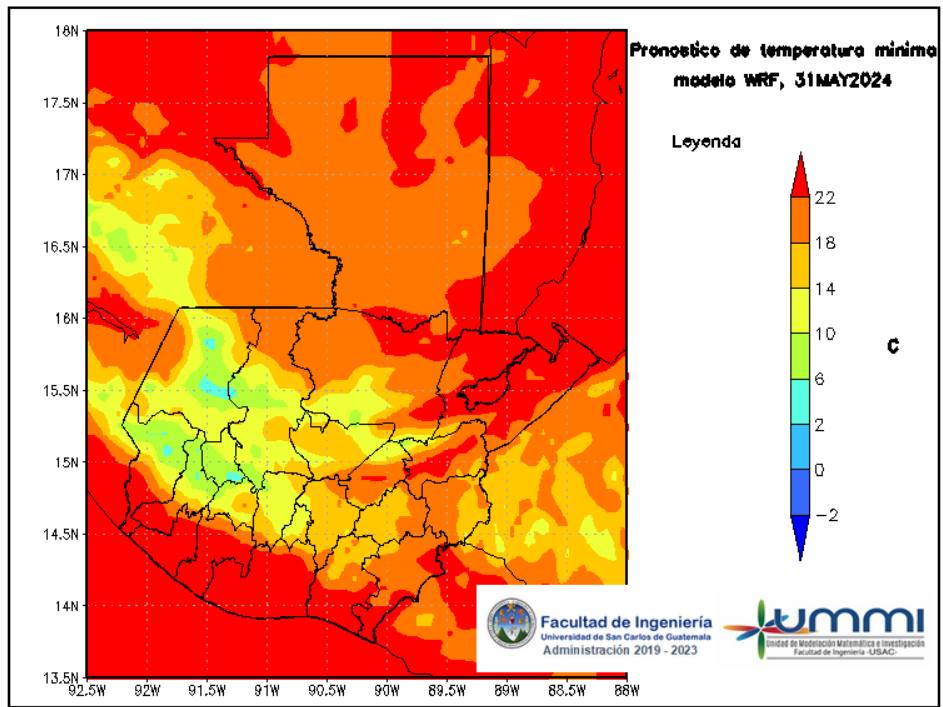 Pronostico de temperatura minima
modelo WRF, 31MAY2024
Leyenda
22
18
14
10
6
2
0
−2
C
18N
17.5N
17N
16.5N
16N
15.5N
15N
14.5N
14N
13.5N
92.5W 92W 91.5W 91W 90.5W 90W 89.5W 89W 88.5W 88W
Facultad de Ingeniería
Universidad de San Carlos de Guatemala
Administración 2019 - 2023
ummi
Unidad de Modelación Matemática e Investigación
Facultad de Ingeniería -USAC-